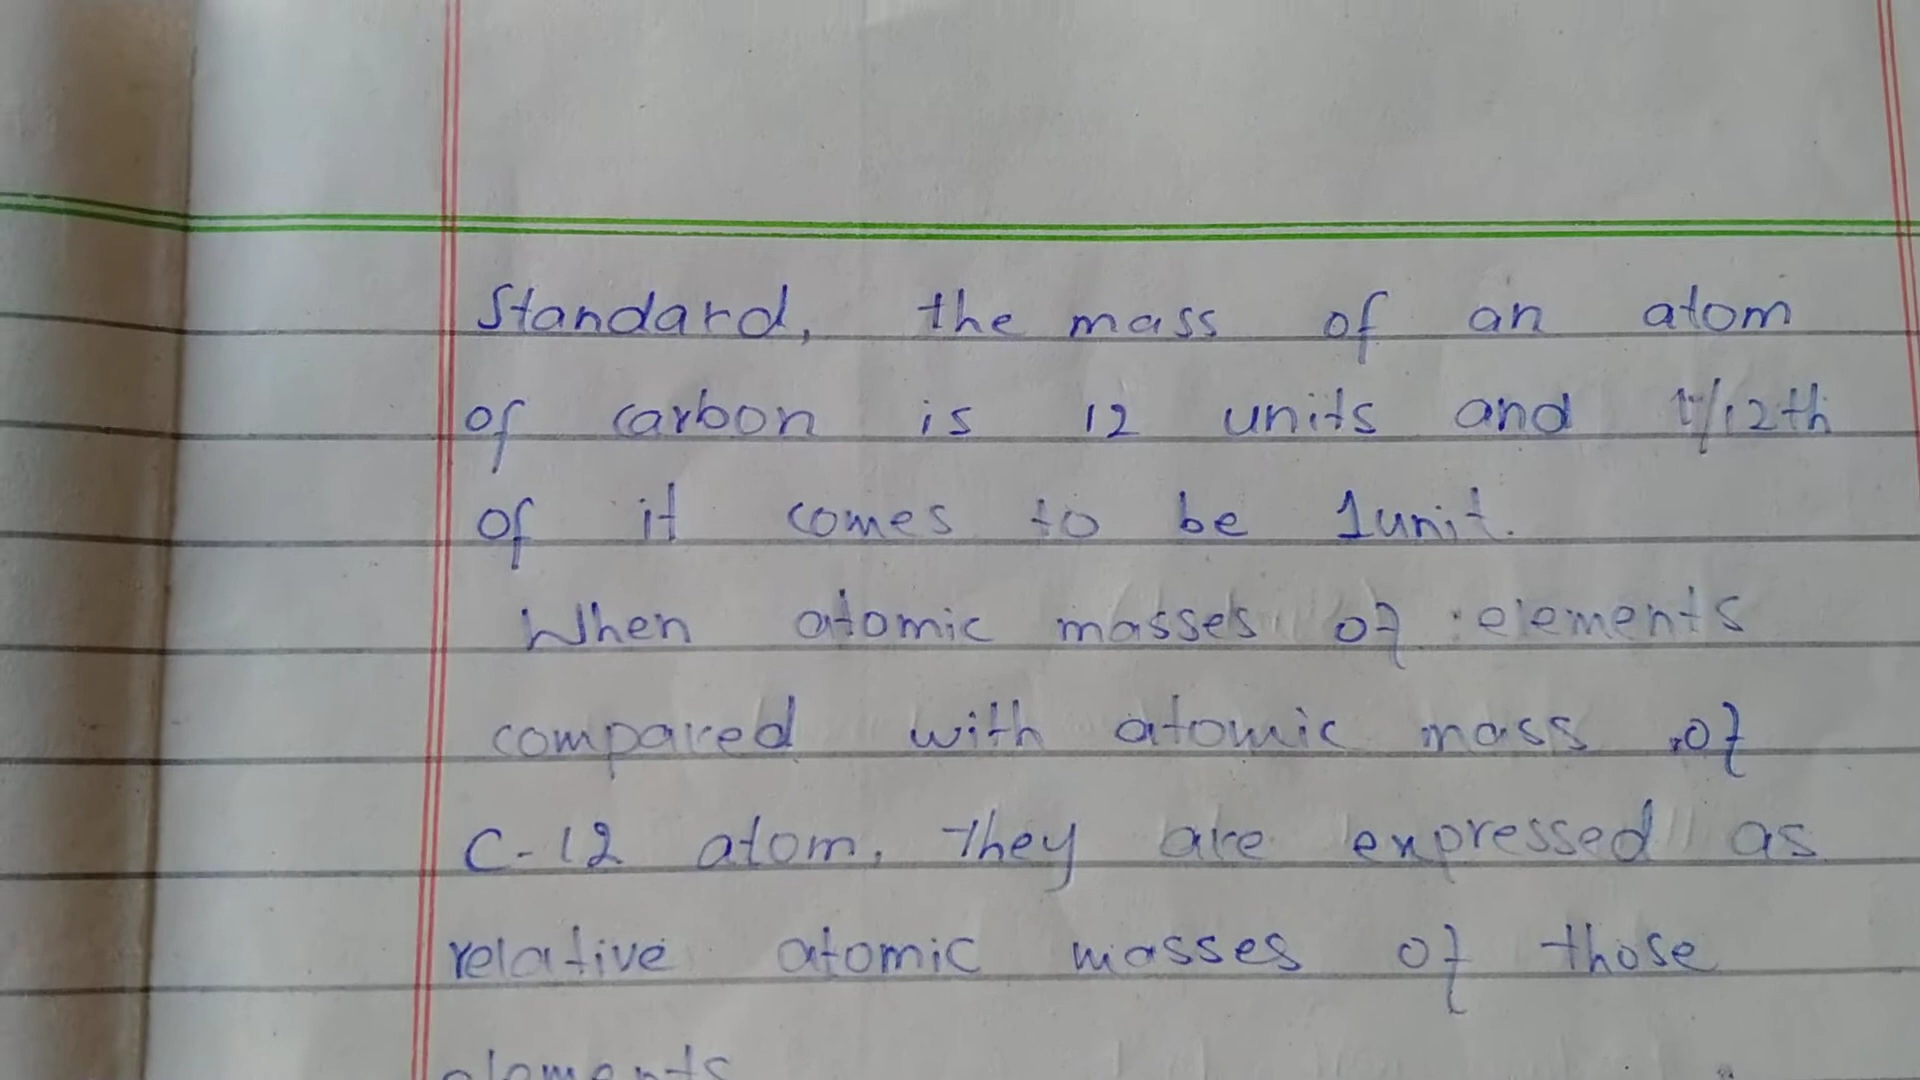 Standard, the mass of an atom
of carbon is 12 units and 1/12th
of it comes to be 1unit.
When atomic masses of elements
compared with atomic mass of
C-12 atom, They are expressed as
relative atomic masses of those
elements